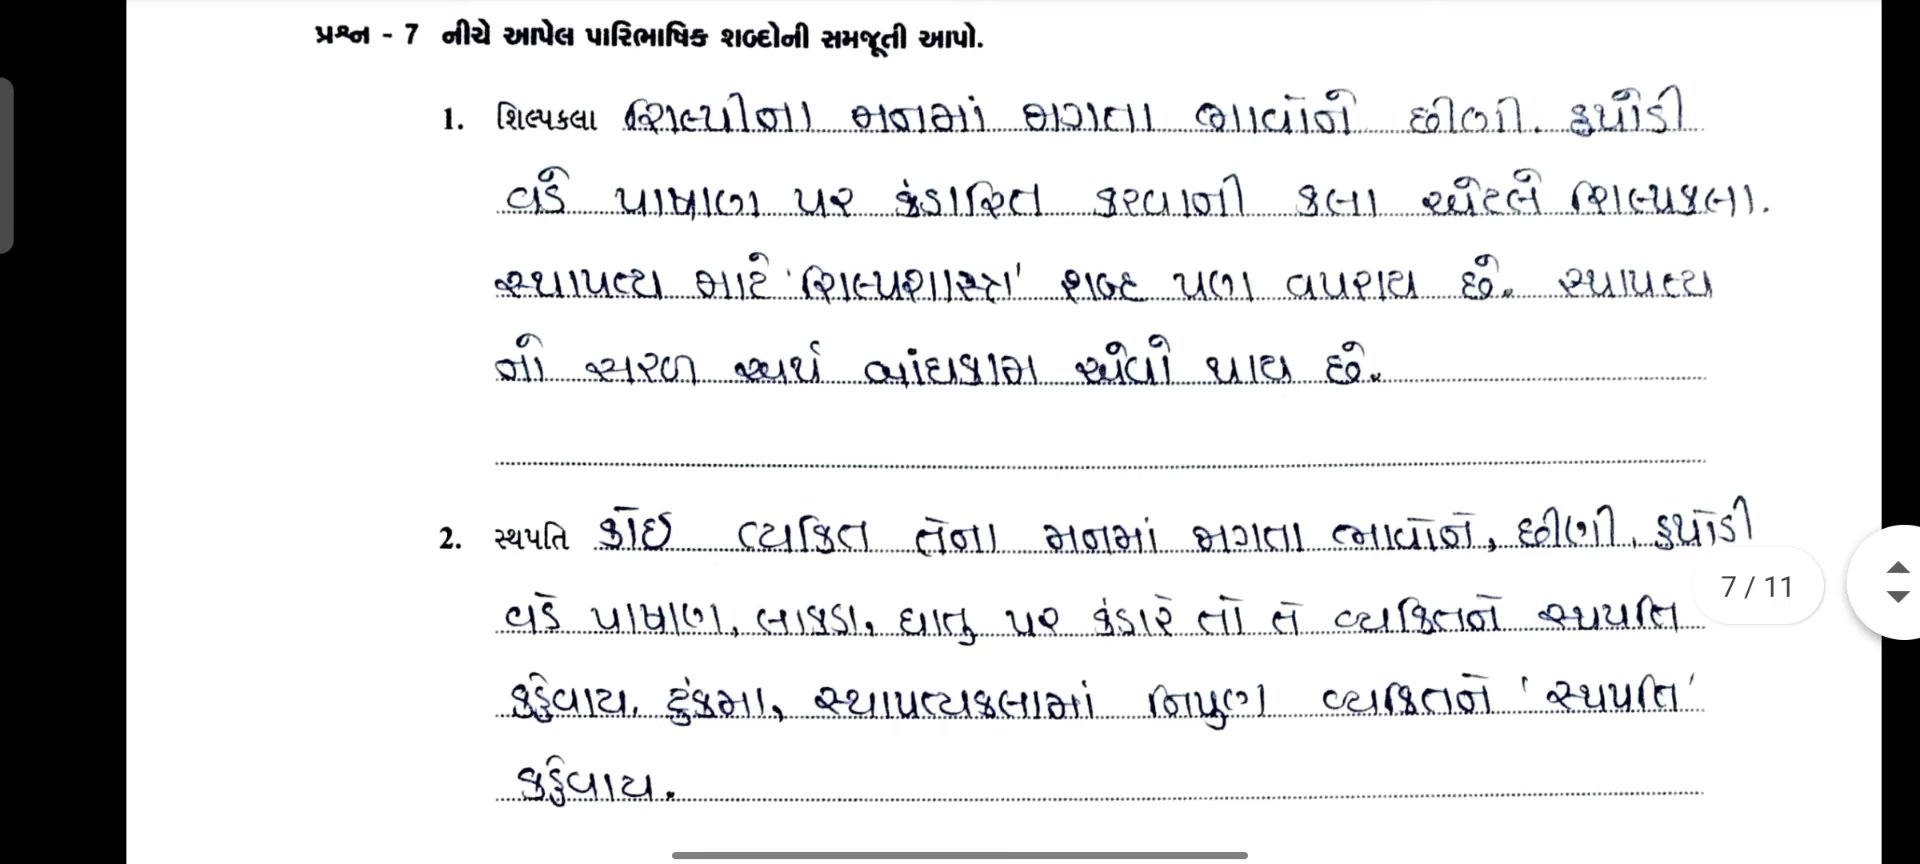 પ્રશ્ન - 7 નીચે આપેલ પારિભાષિક શબ્દોની સમજૂતી આપો.
1. શિલ્પકલા શિલ્પીના મનમાં જાગતા ભાવોને છીણી. હથોડી
વડે પાષાણ પર કંડારિત કરવાની કલા એટલે શિલ્પકલા.
સ્થાપત્ય માટે 'શિલ્પશાસ્ત્ર' શબ્દ પણ વપરાય છે. સ્થાપત્ય
નો સરળ અર્થ બાંધકામ એવો થાય છે.
2. સ્થપતિ કોઈ વ્યક્તિ તેના મનમાં જાગતા ભાવોને, છીણી, હથોડી
વડે પાષાણ, લાકડા, ધાતુ પર કંડારે તો તે વ્યક્તિને સ્થપતિ
કહેવાય. ટુંકમા, સ્થાપત્યકલામાં નિપુણ વ્યક્તિને 'સ્થપતિ'
કહેવાય.
7 / 11